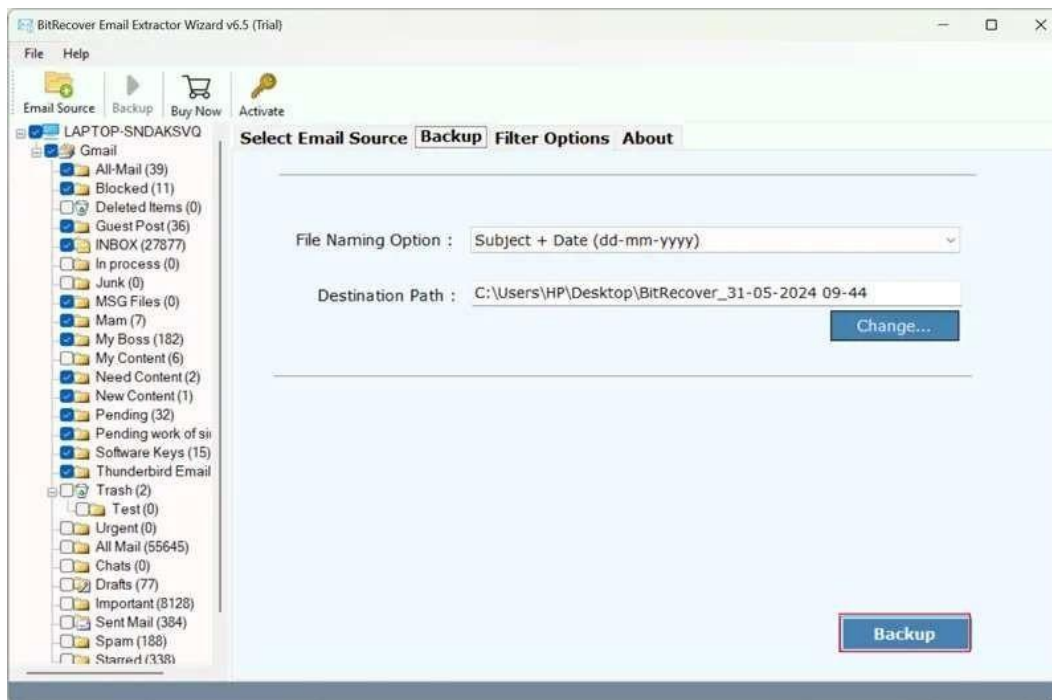 BitRecover Email Extractor Wizard v6.5 (Trial)
File Help
Email Source Backup Buy Now Activate
LAPTOP-SNDAKSVQ
Gmail
All-Mail (39)
Blocked (11)
Deleted Items (0)
Guest Post (36)
INBOX (27877)
In process (0)
Junk (0)
MSG Files (0)
Mam (7)
My Boss (182)
My Content (6)
Need Content (2)
New Content (1)
Pending (32)
Pending work of
Software Keys (15)
Thunderbird Email
Trash (2)
Test (0)
Urgent (0)
All Mail (55645)
Chats (0)
Drafts (77)
Important (8128)
Sent Mail (384)
Spam (188)
Starred (338)
Select Email Source Backup Filter Options About
File Naming Option : Subject + Date (dd-mm-yyyy)
Destination Path : C:\Users\HP\Desktop\BitRecover_31-05-2024 09-44
Change...
Backup